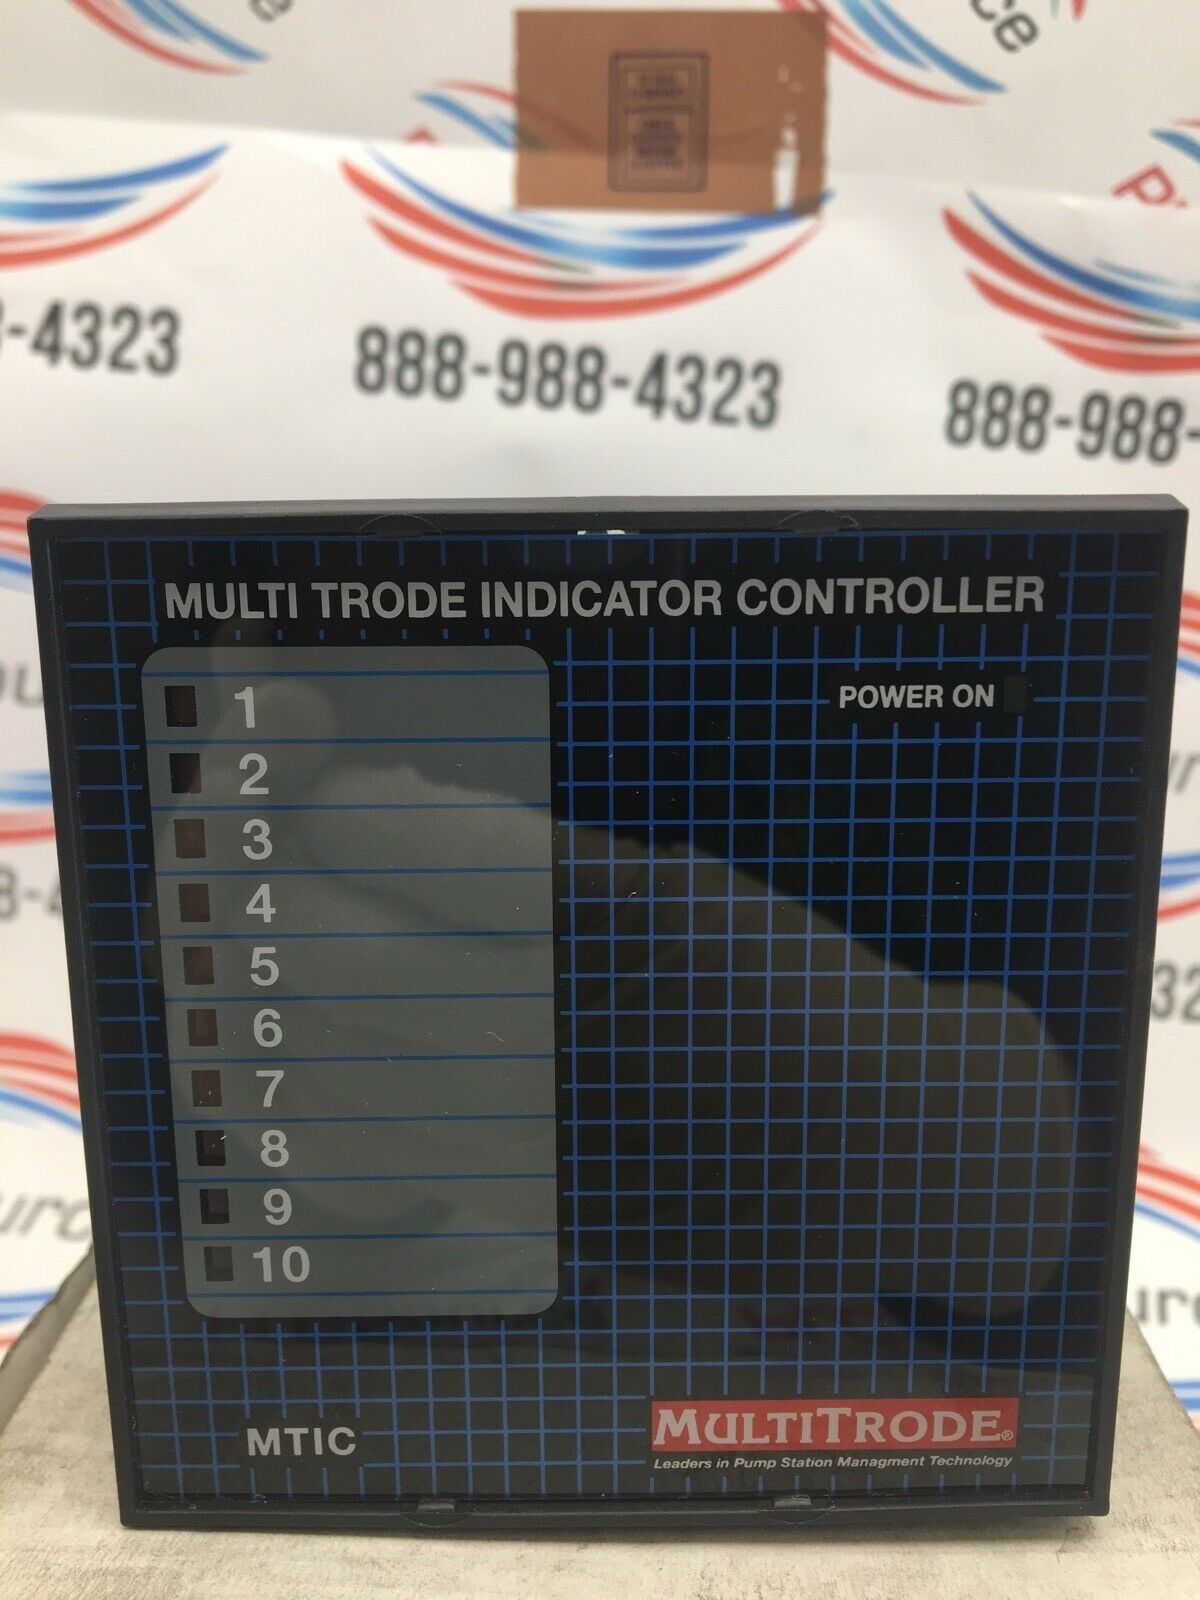 ce
-4323
888-988-4323
888-988-
MULTI TRODE INDICATOR CONTROLLER
POWER ON
1
2
3
4
5
6
7
8
9
10
MTIC
MULTITRODE®
Leaders in Pump Station Managment Technology